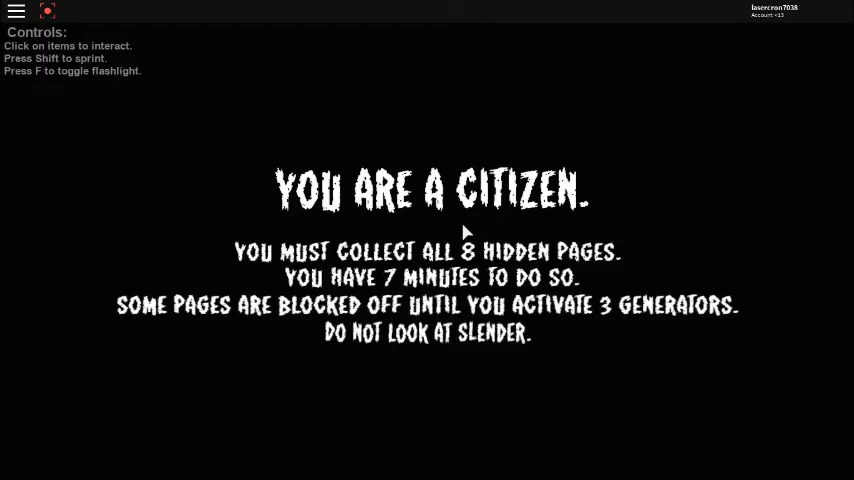 lasercron7038
Account <13
Controls:
Click on items to interact.
Press Shift to sprint.
Press F to toggle flashlight.
YOU ARE A CITIZEN.
YOU MUST COLLECT ALL 8 HIDDEN PAGES.
YOU HAVE 7 MINUTES TO DO SO.
SOME PAGES ARE BLOCKED OFF UNTIL YOU ACTIVATE 3 GENERATORS.
DO NOT LOOK AT SLENDER.